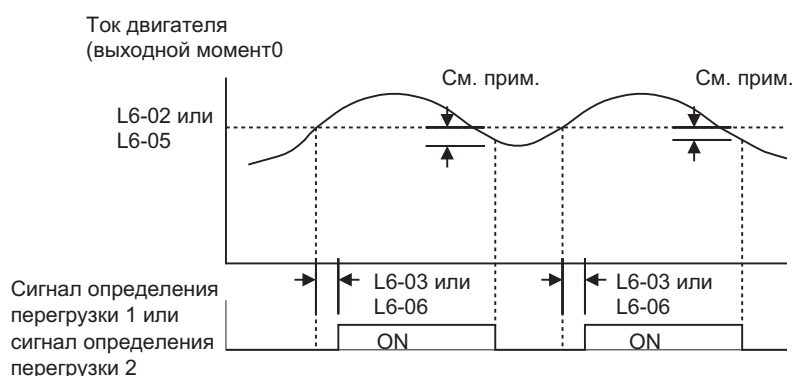 Ток двигателя
(выходной момент0
См. прим.
См. прим.
L6-02 или
L6-05
L6-03 или
L6-06
L6-03 или
L6-06
Сигнал определения
перегрузки 1 или
сигнал определения
перегрузки 2
ON
ON